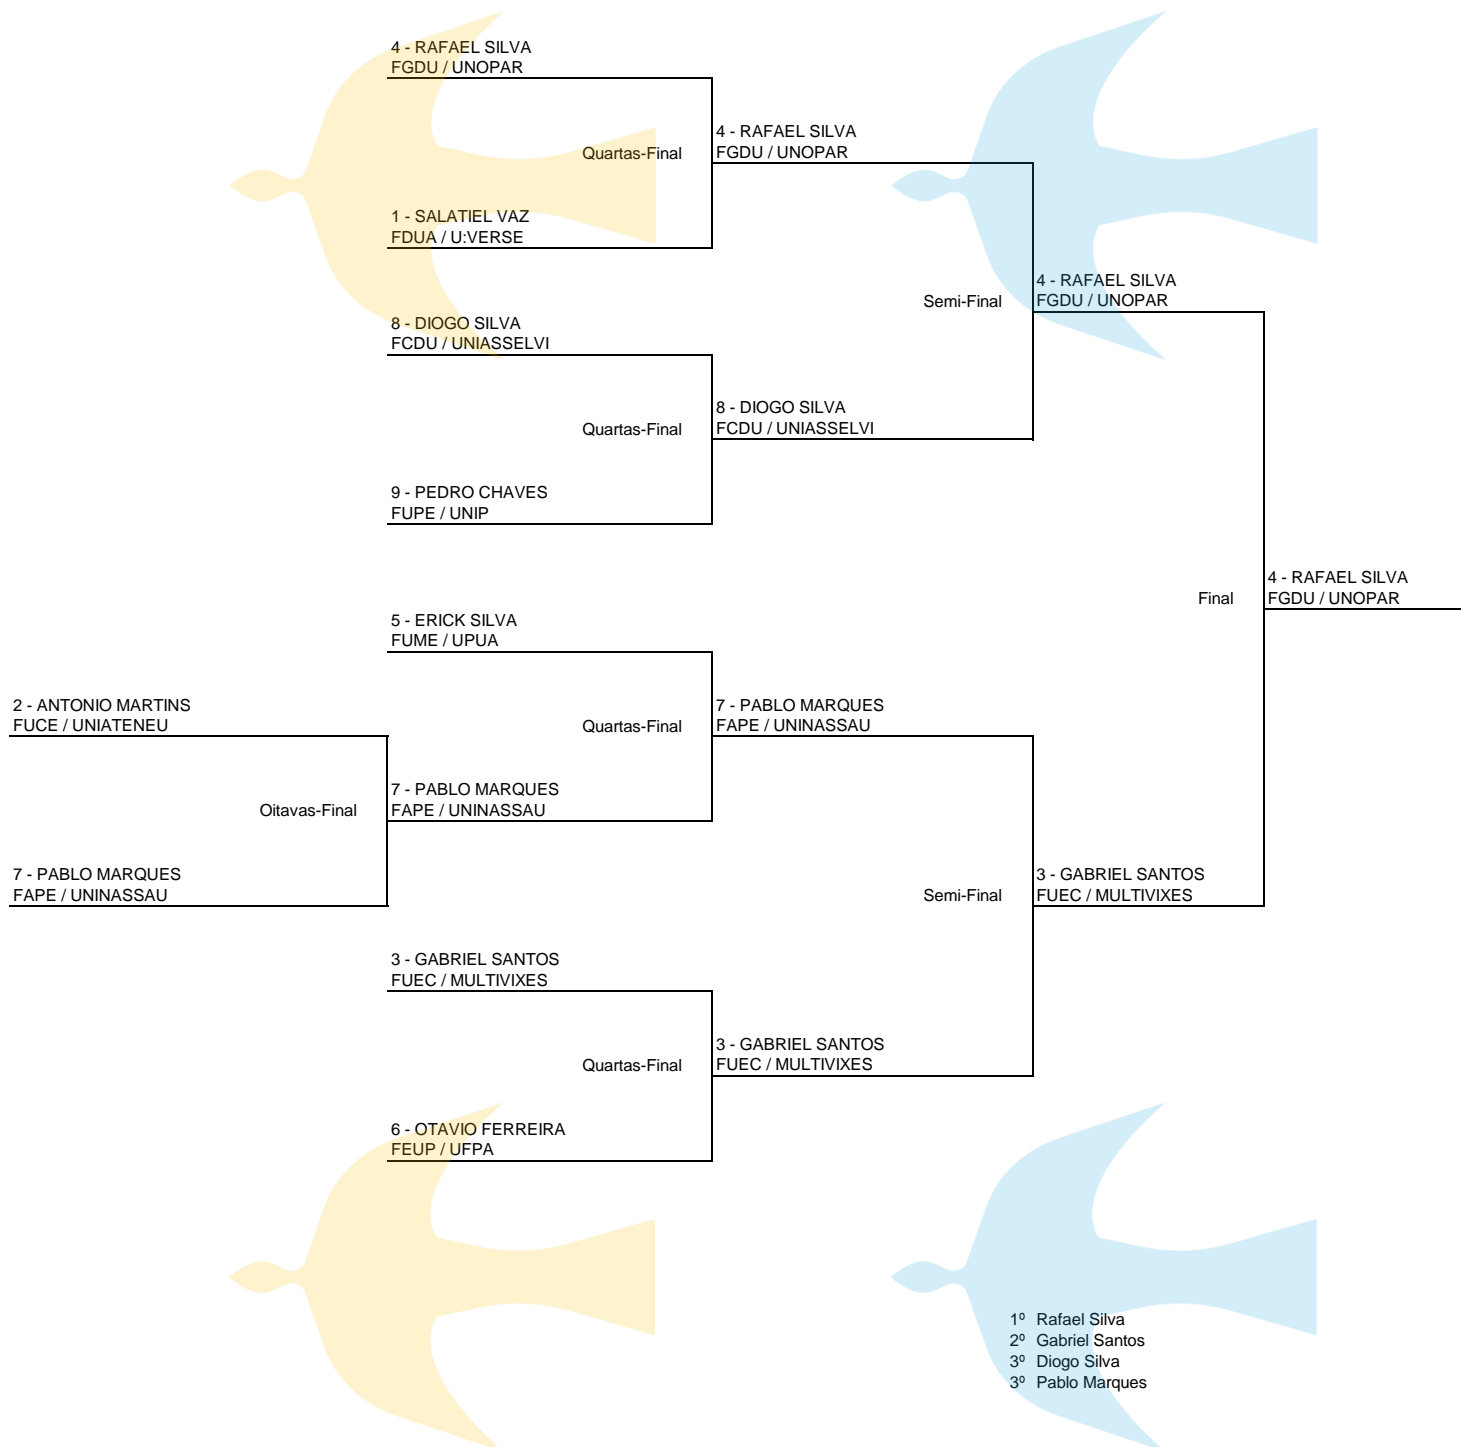 4 - RAFAEL SILVA
FGDU / UNOPAR
4 - RAFAEL SILVA
FGDU / UNOPAR
Quartas-Final
1 - SALATIEL VAZ
FDUA / U:VERSE
4 - RAFAEL SILVA
FGDU / UNOPAR
Semi-Final
8 - DIOGO SILVA
FCDU / UNIASSELVI
8 - DIOGO SILVA
FCDU / UNIASSELVI
Quartas-Final
9 - PEDRO CHAVES
FUPE / UNIP
4 - RAFAEL SILVA
FGDU / UNOPAR
Final
5 - ERICK SILVA
FUME / UPUA
2 - ANTONIO MARTINS
FUCE / UNIATENEU
Quartas-Final
7 - PABLO MARQUES
FAPE / UNINASSAU
7 - PABLO MARQUES
FAPE / UNINASSAU
Oitavas-Final
7 - PABLO MARQUES
FAPE / UNINASSAU
Semi-Final
3 - GABRIEL SANTOS
FUEC / MULTIVIXES
3 - GABRIEL SANTOS
FUEC / MULTIVIXES
3 - GABRIEL SANTOS
FUEC / MULTIVIXES
Quartas-Final
6 - OTAVIO FERREIRA
FEUP / UFPA
1º Rafael Silva
2º Gabriel Santos
3º Diogo Silva
3º Pablo Marques